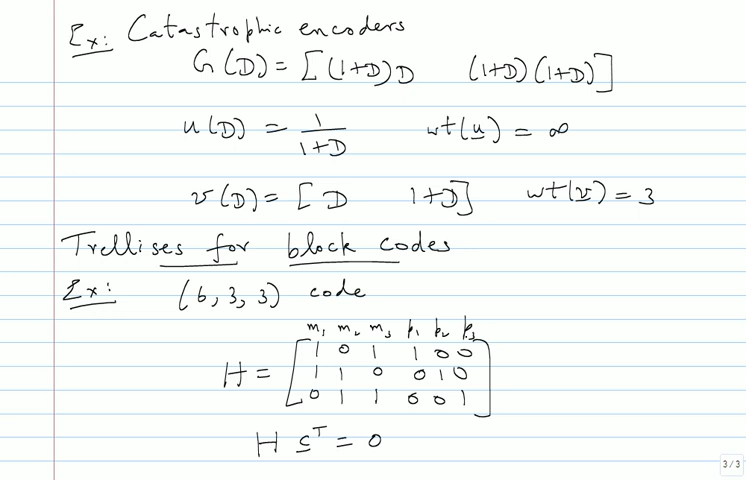 Ex: Catastrophic encoders
G(D) = [(1+D)D (1+D)(1+D)]
u(D) = 1/(1+D) wt(u) = ∞
v(D) = [D 1+D] wt(v) = 3
Trellises for block codes
Ex: (6, 3, 3) code
m₁ m₂ m₃ p₁ p₂ p₃
1 0 1 1 0 0
H = 1 1 0 0 1 0
0 1 1 0 0 1
H cᵀ = 0
3 / 3